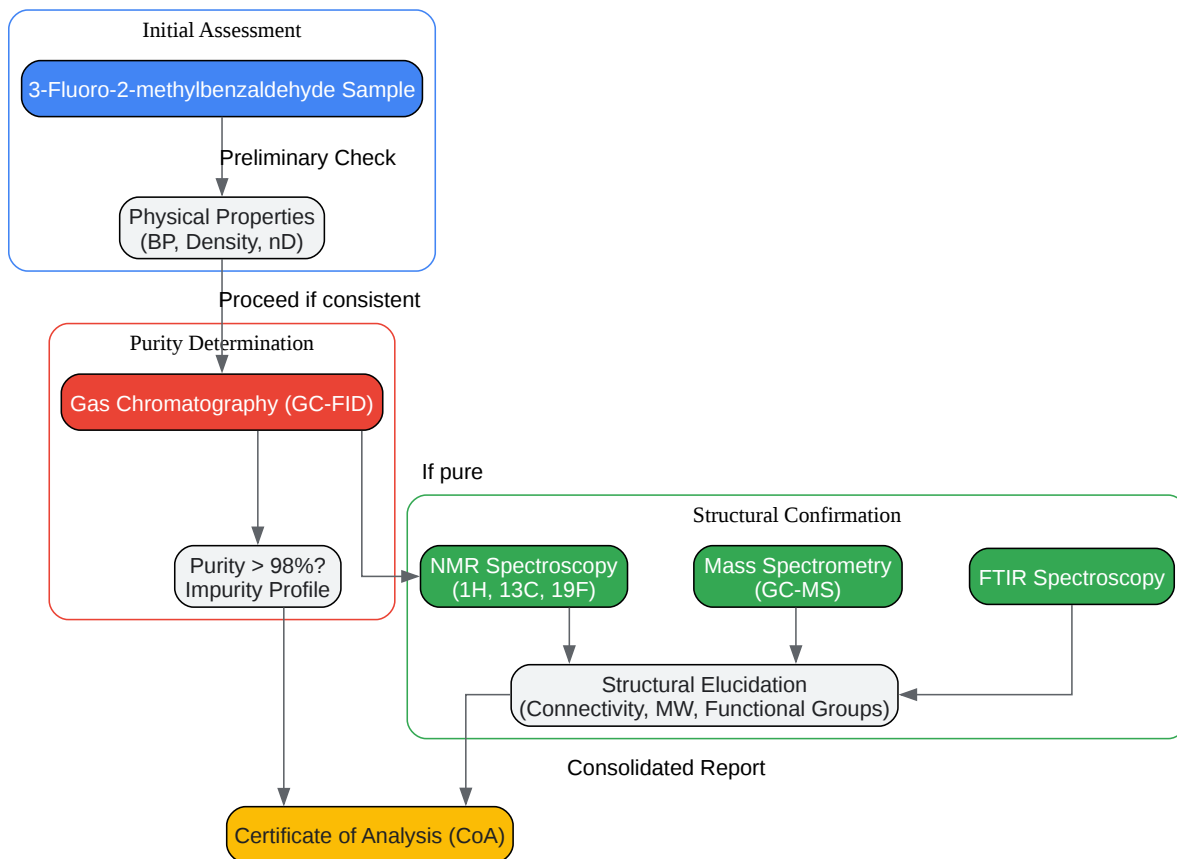 Initial Assessment
3-Fluoro-2-methylbenzaldehyde Sample
Preliminary Check
Physical Properties
(BP, Density, nD)
Proceed if consistent
Purity Determination
Gas Chromatography (GC-FID)
If pure
Structural Confirmation
Purity > 98%?
Impurity Profile
NMR Spectroscopy
(1H, 13C, 19F)
Mass Spectrometry
(GC-MS)
FTIR Spectroscopy
Structural Elucidation
(Connectivity, MW, Functional Groups)
Consolidated Report
Certificate of Analysis (CoA)